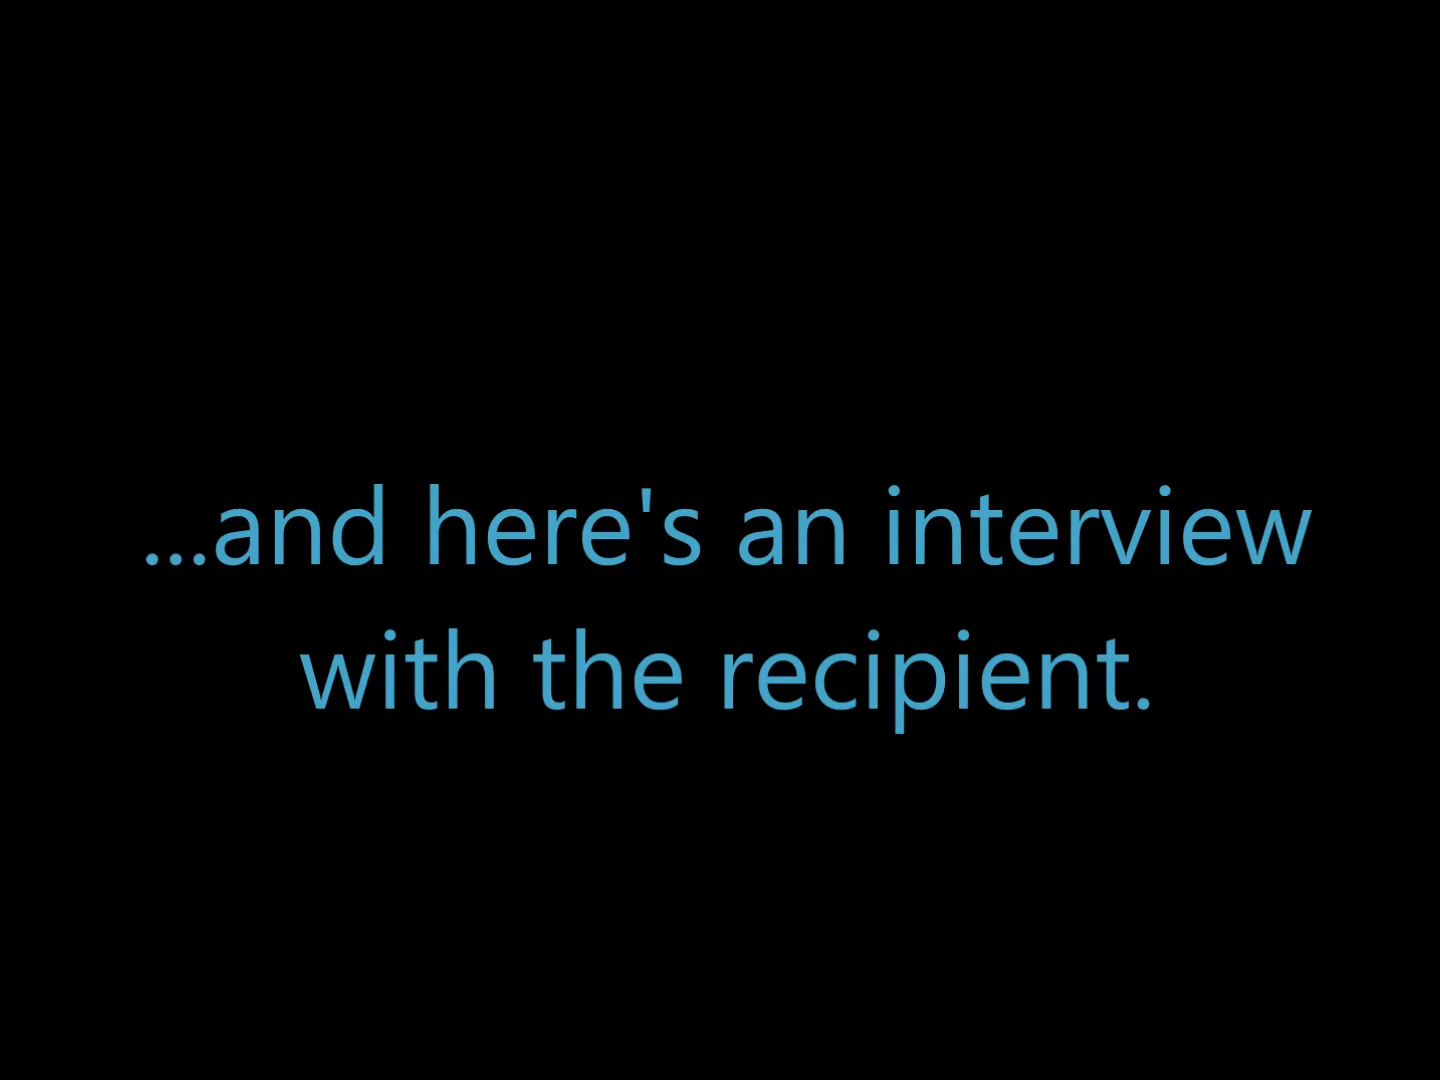 ...and here's an interview
with the recipient.